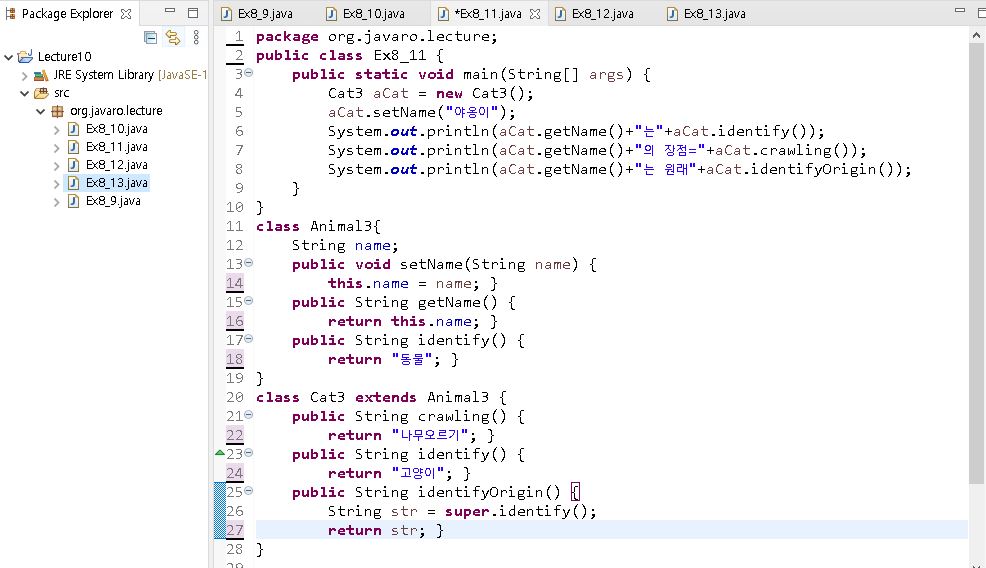 Package Explorer
Lecture10
JRE System Library [JavaSE-1
src
org.javaro.lecture
Ex8_10.java
Ex8_11.java
Ex8_12.java
Ex8_13.java
Ex8_9.java
Ex8_9.java Ex8_10.java *Ex8_11.java Ex8_12.java Ex8_13.java
1 package org.javaro.lecture;
2 public class Ex8_11 {
3 public static void main(String[] args) {
4 Cat3 aCat = new Cat3();
5 aCat.setName("야옹이");
6 System.out.println(aCat.getName()+"는"+aCat.identify());
7 System.out.println(aCat.getName()+"의 장점="+aCat.crawling());
8 System.out.println(aCat.getName()+"는 원래"+aCat.identifyOrigin());
9 }
10 }
11 class Animal3{
12 String name;
13 public void setName(String name) {
14 this.name = name; }
15 public String getName() {
16 return this.name; }
17 public String identify() {
18 return "동물"; }
19 }
20 class Cat3 extends Animal3 {
21 public String crawling() {
22 return "나무오르기"; }
23 public String identify() {
24 return "고양이"; }
25 public String identifyOrigin() {
26 String str = super.identify();
27 return str; }
28 }